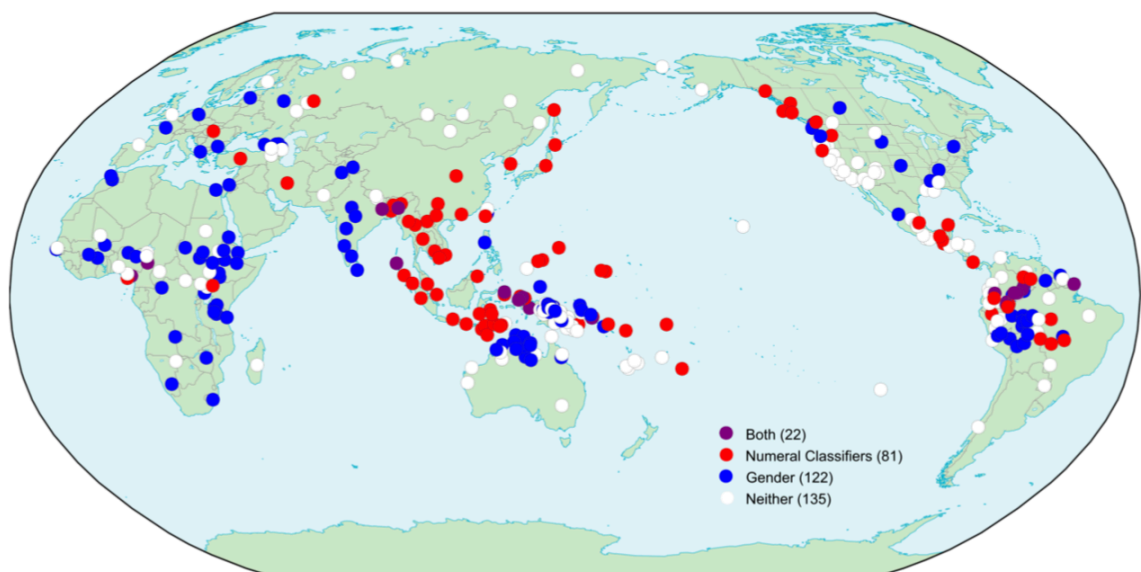 Both (22)
Numeral Classifiers (81)
Gender (122)
Neither (135)